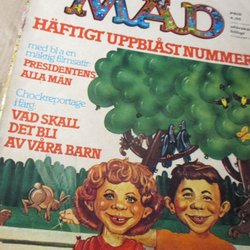 MAD
HÄFTIGT UPPBLÅST NUMMER
med bl a en
mäktig filmsatir:
PRESIDENTENS
ALLA MÄN
Chockreportage
i färg:
VAD SKALL
DET BLI
AV VÅRA BARN